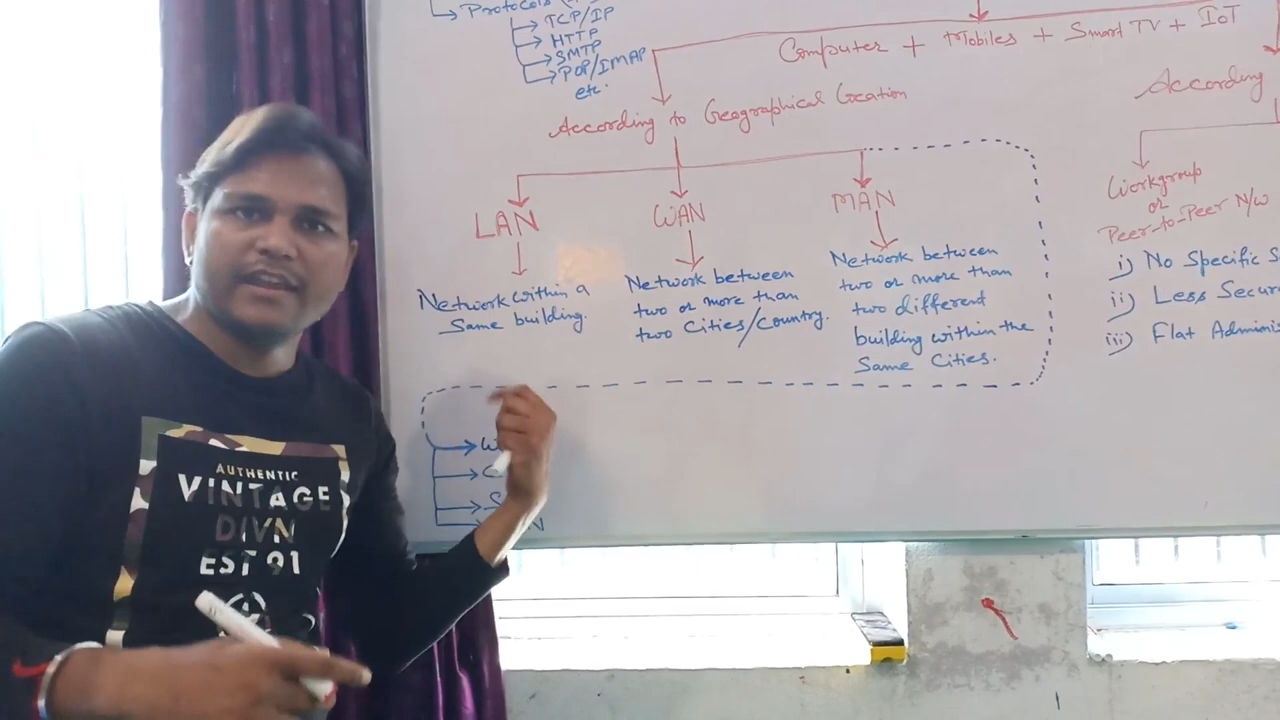 Protocols
TCP/IP
HTTP
SMTP
POP/IMAP
etc.
Computer + Mobiles + Smart TV + IoT
According to Geographical Location
LAN
Network within a
Same building.
WAN
Network between
two or more than
two Cities/Country.
MAN
Network between
two or more than
two different
building within the
Same Cities.
According
Workgroup
or
Peer-to-Peer N/W
i) No Specific
ii) Less
iii) Flat
AUTHENTIC
VINTAGE
DIVN
EST 91